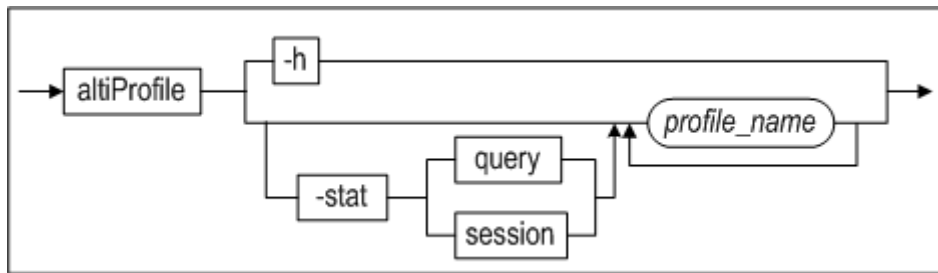 -h
altiProfile
profile_name
query
-stat
session